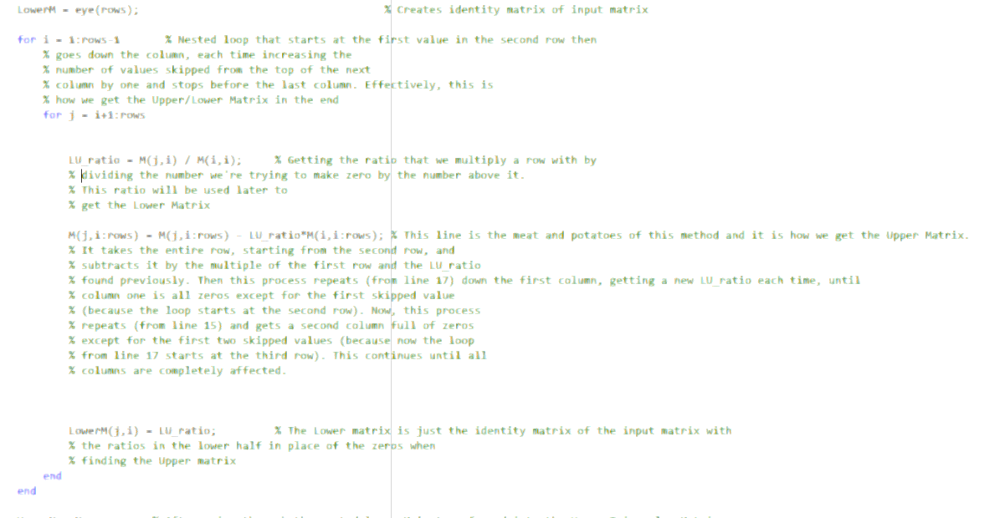 LowerM = eye(rows); % Creates identity matrix of input matrix
for i = 1:rows-1 % Nested loop that starts at the first value in the second row then
% goes down the column, each time increasing the
% number of values skipped from the top of the next
% column by one and stops before the last column. Effectively, this is
% how we get the Upper/Lower Matrix in the end
for j = i+1:rows
LU_ratio = M(j,i) / M(i,i); % Getting the ratio that we multiply a row with by
% dividing the number we're trying to make zero by the number above it.
% This ratio will be used later to
% get the Lower Matrix
M(j,i:rows) = M(j,i:rows) - LU_ratio*M(i,i:rows); % This line is the meat and potatoes of this method and it is how we get the Upper Matrix.
% It takes the entire row, starting from the second row, and
% subtracts it by the multiple of the first row and the LU_ratio
% found previously. Then this process repeats (from line 17) down the first column, getting a new LU_ratio each time, until
% column one is all zeros except for the first skipped value
% (because the loop starts at the second row). Now, this process
% repeats (from line 15) and gets a second column full of zeros
% except for the first two skipped values (because now the loop
% from line 17 starts at the third row). This continues until all
% columns are completely affected.
LowerM(j,i) = LU_ratio; % The Lower matrix is just the identity matrix of the input matrix with
% the ratios in the lower half in place of the zeros when
% finding the Upper matrix
end
end